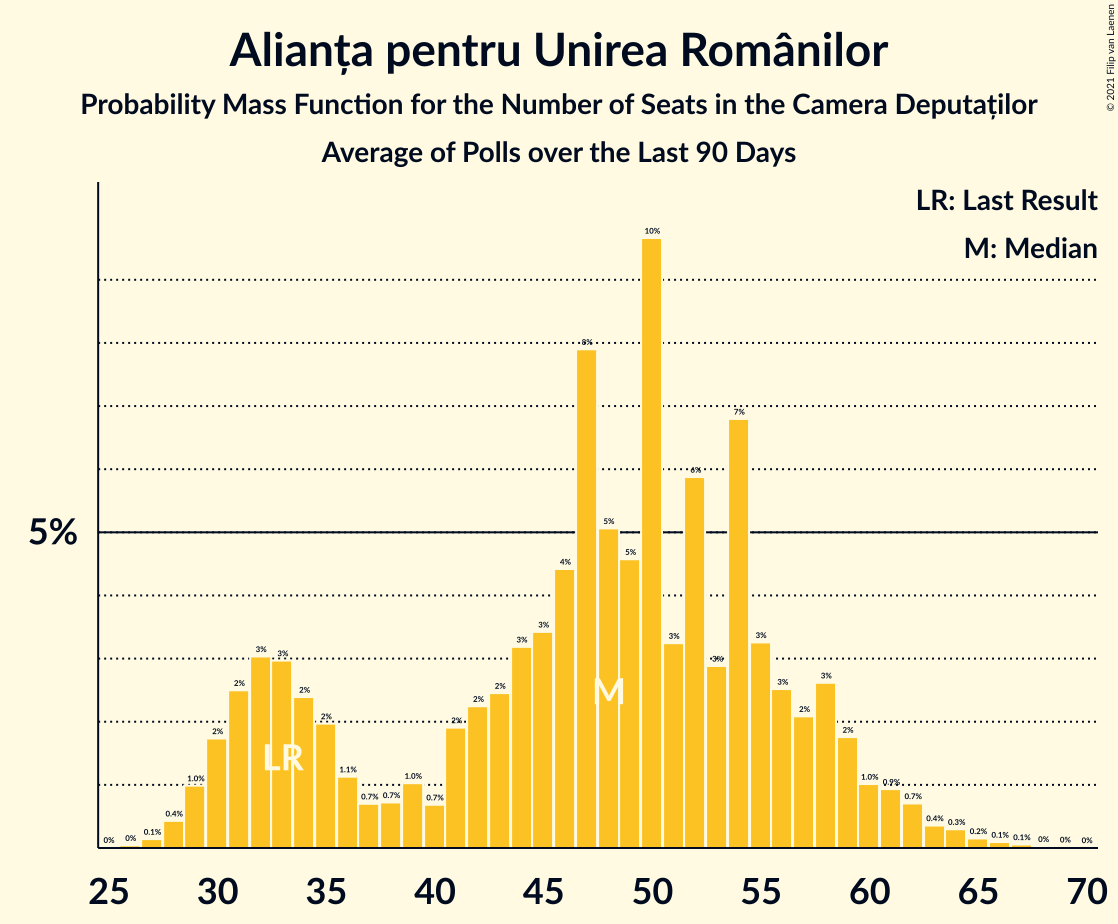 Alianța pentru Unirea Românilor
Probability Mass Function for the Number of Seats in the Camera Deputaților
Average of Polls over the Last 90 Days
© 2021 Filip van Laenen
LR: Last Result
M: Median
5%
0% 0% 0.1% 0.4% 1.0% 2% 2% 3% 3% 2% 2% 1.1% 0.7% 0.7% 1.0% 0.7% 2% 2% 2% 3% 3% 4% 8% 5% 5% 10% 3% 6% 3% 7% 3% 3% 2% 3% 2% 1.0% 0.9% 0.7% 0.4% 0.3% 0.2% 0.1% 0.1% 0% 0% 0%
LR M
25 30 35 40 45 50 55 60 65 70